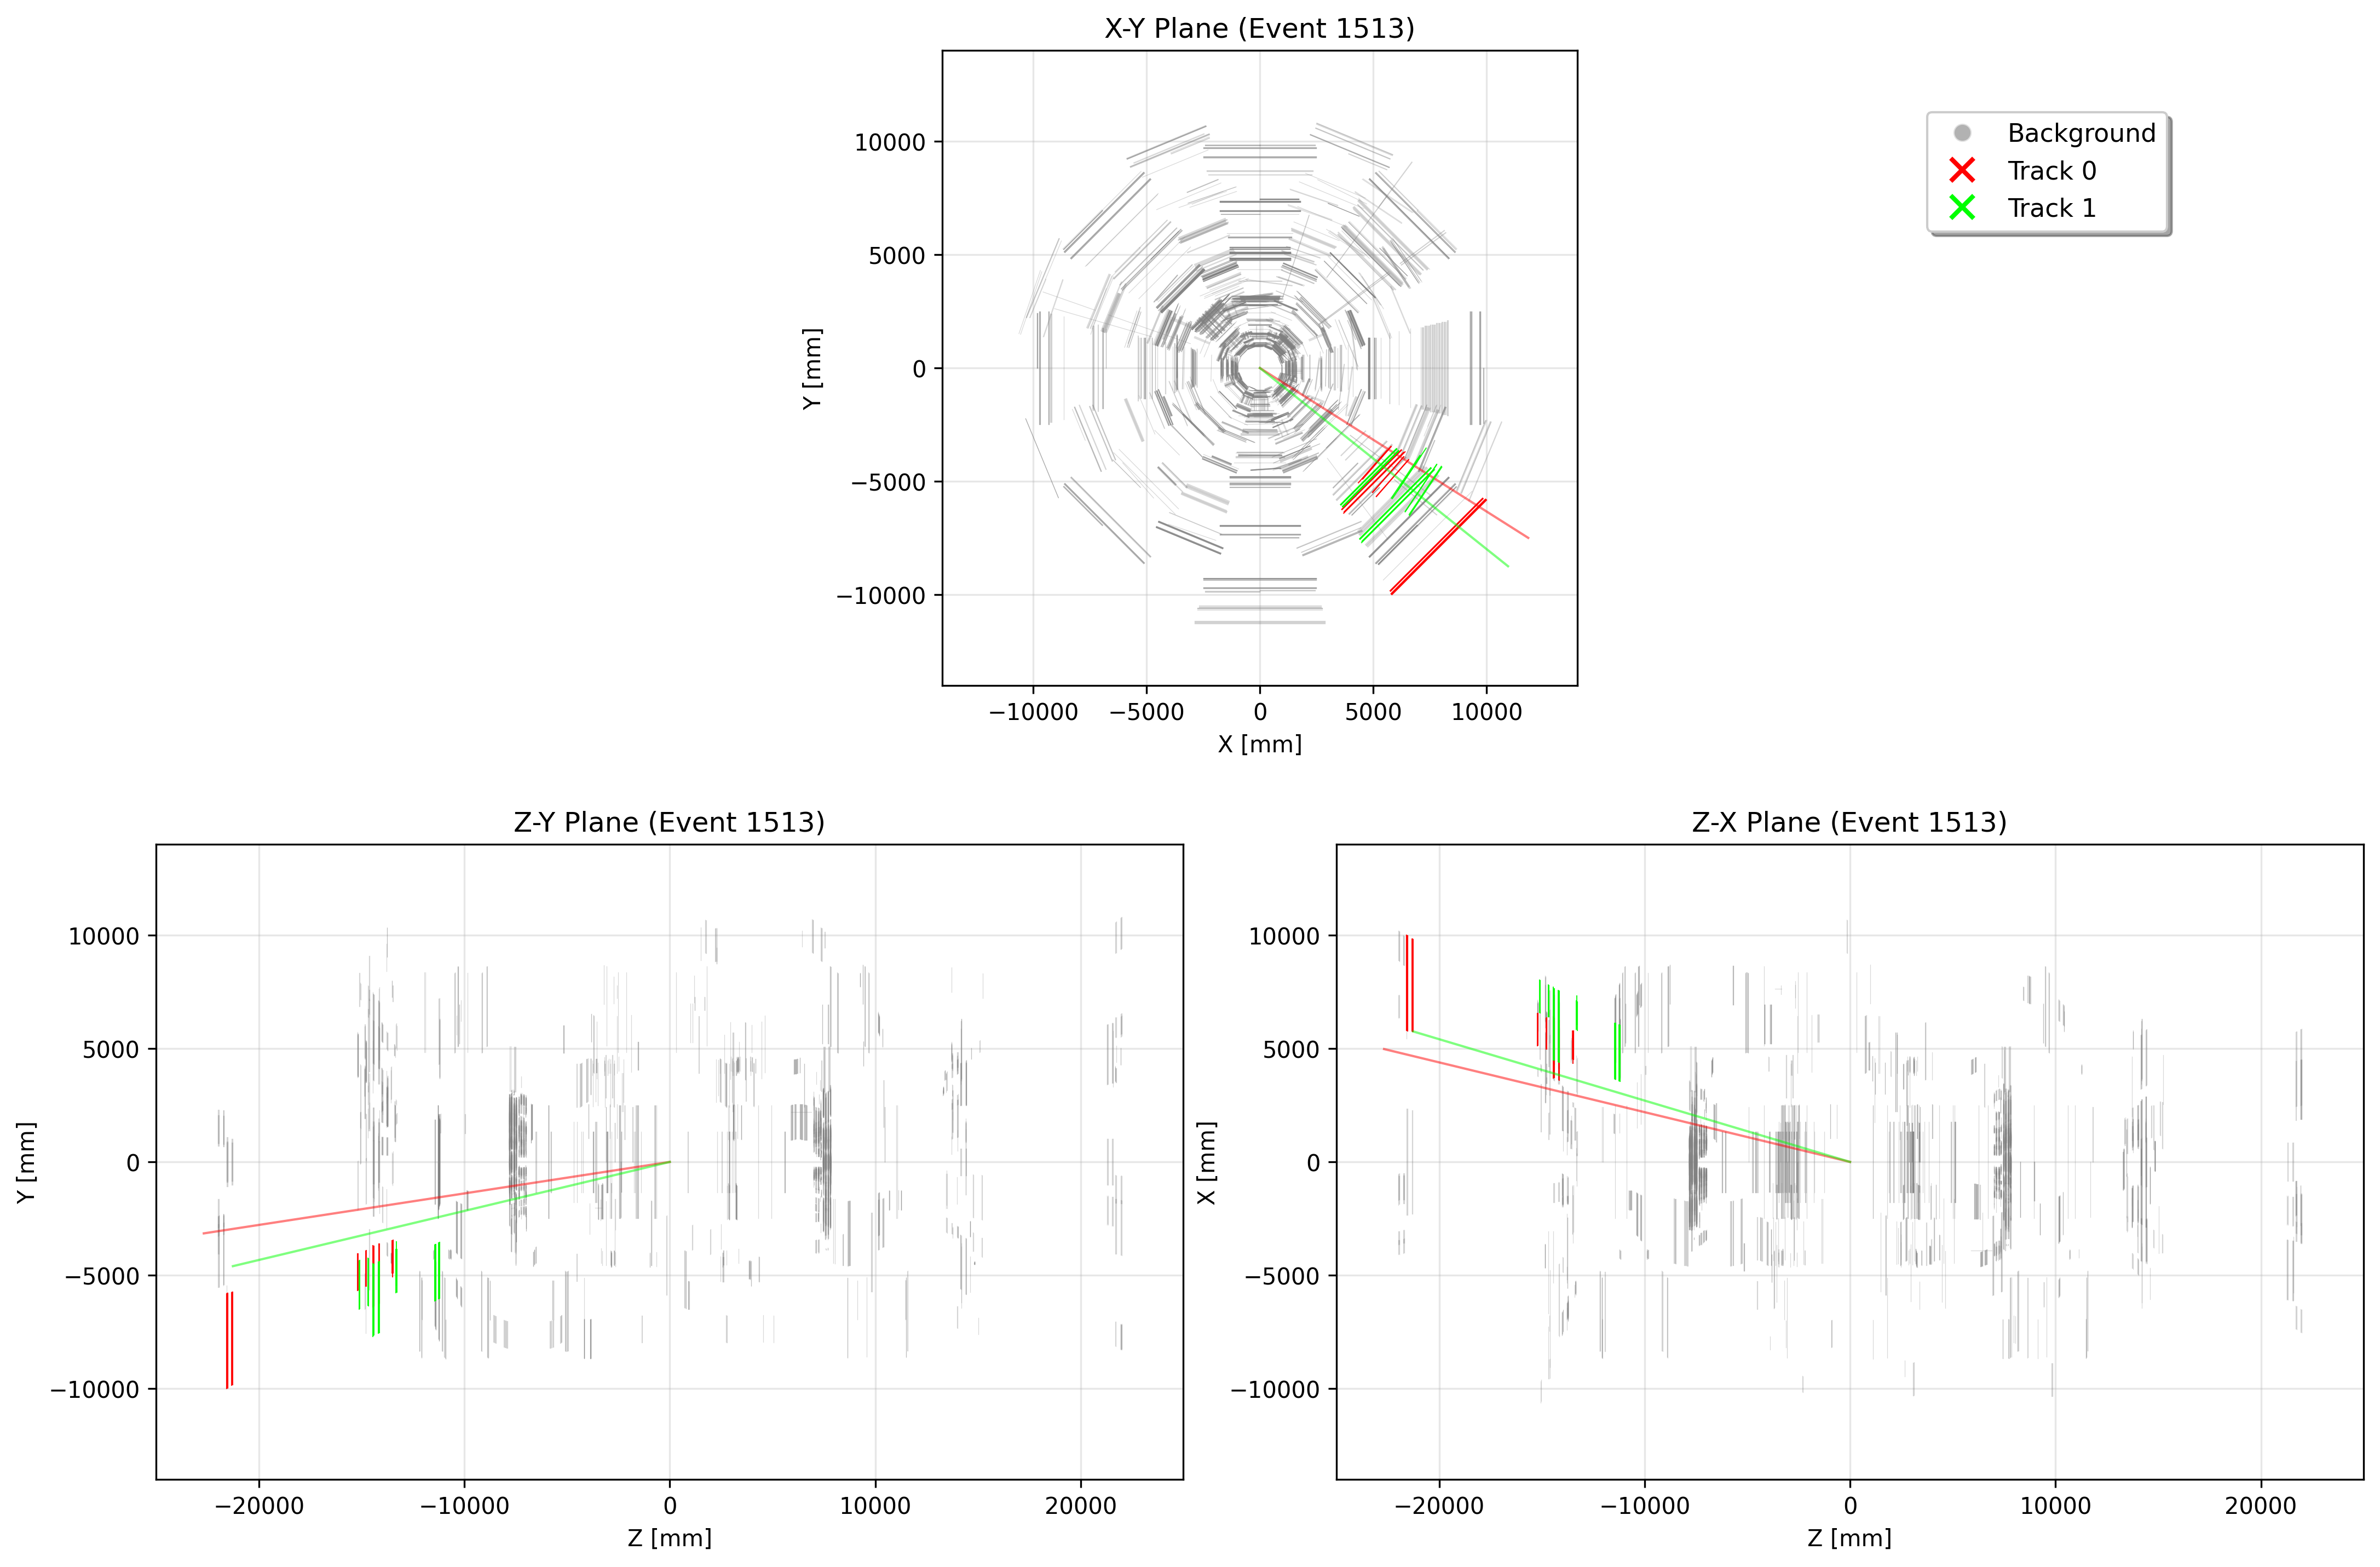 X-Y Plane (Event 1513)
10000
5000
0
−5000
−10000
Y [mm]
−10000 −5000 0 5000 10000
X [mm]
Background
Track 0
Track 1
Z-Y Plane (Event 1513)
10000
5000
0
−5000
−10000
Y [mm]
−20000 −10000 0 10000 20000
Z [mm]
Z-X Plane (Event 1513)
10000
5000
0
−5000
−10000
X [mm]
−20000 −10000 0 10000 20000
Z [mm]